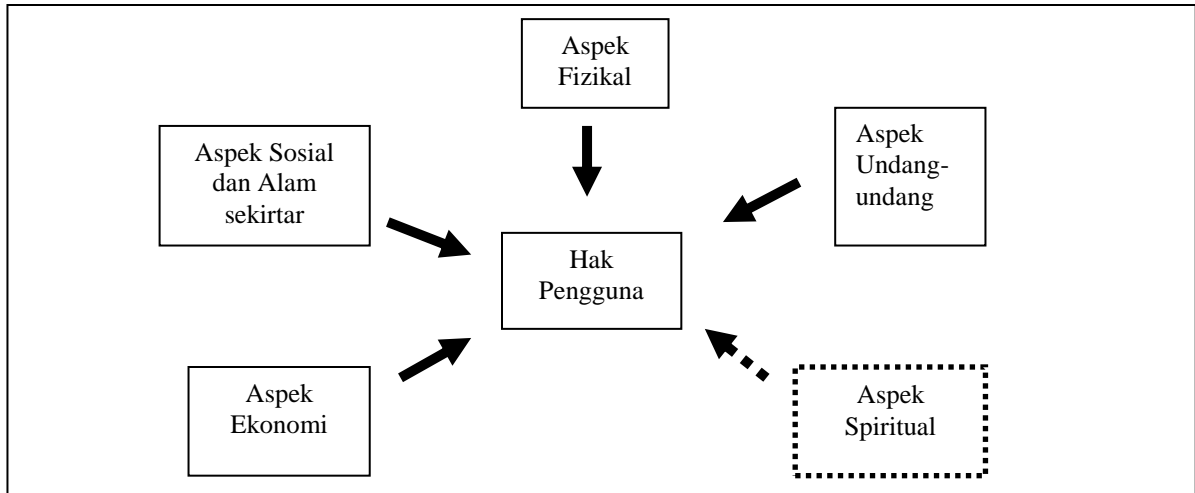 Aspek
Fizikal
Aspek Sosial
dan Alam
sekirtar
Aspek
Undang-
undang
Hak
Pengguna
Aspek
Ekonomi
Aspek
Spiritual